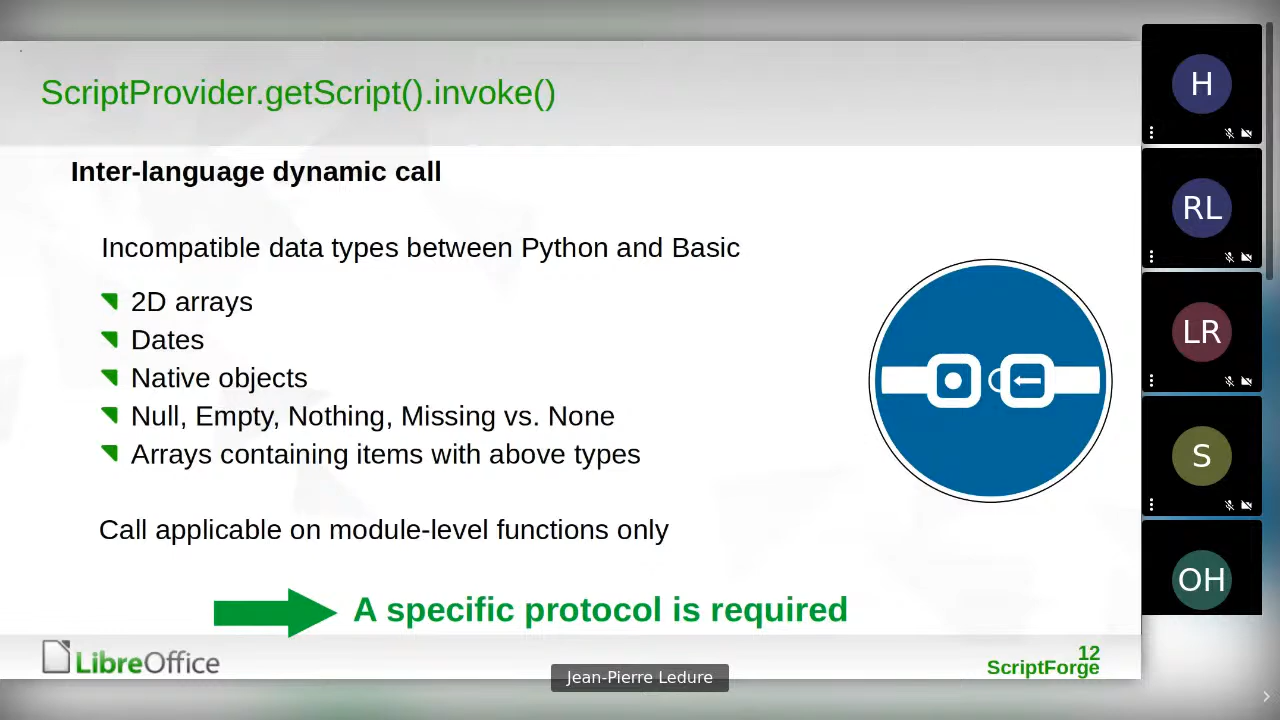 ScriptProvider.getScript().invoke()
Inter-language dynamic call
Incompatible data types between Python and Basic
2D arrays
Dates
Native objects
Null, Empty, Nothing, Missing vs. None
Arrays containing items with above types
Call applicable on module-level functions only
A specific protocol is required
LibreOffice
12
ScriptForge
Jean-Pierre Ledure
H
RL
LR
S
OH